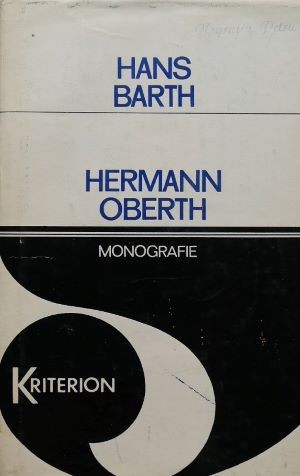 HANS
BARTH
HERMANN
OBERTH
MONOGRAFIE
KRITERION